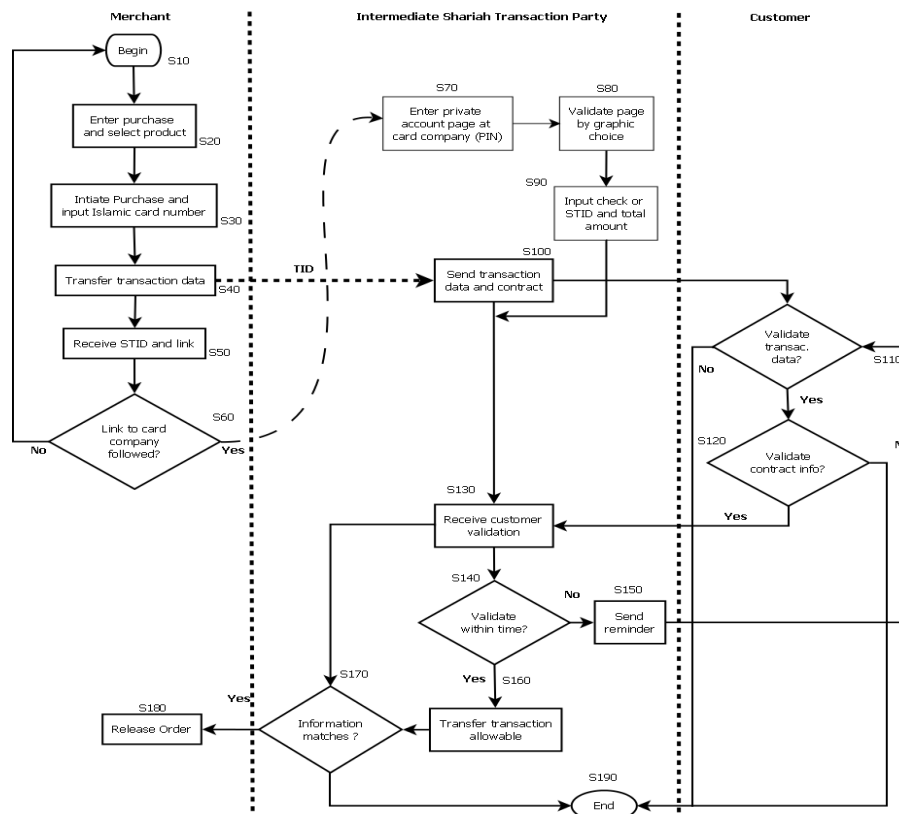 Merchant
Intermediate Shariah Transaction Party
Customer
Begin
S10
Enter purchase
and select product
S20
Intiate Purchase and
input Islamic card number
S30
Transfer transaction data
S40
TID
Receive STID and link
S50
Link to card
company
followed?
S60
No
Yes
S70
Enter private
account page at
card company (PIN)
S80
Validate page
by graphic
choice
S90
Input check or
STID and total
amount
S100
Send transaction
data and contract
Validate
transac.
data?
S110
No
Yes
S120
Validate
contract info?
N
Yes
S130
Receive customer
validation
S140
Validate
within time?
No
S150
Send
reminder
Yes
S160
Transfer transaction
allowable
S170
Information
matches ?
Yes
S180
Release Order
S190
End